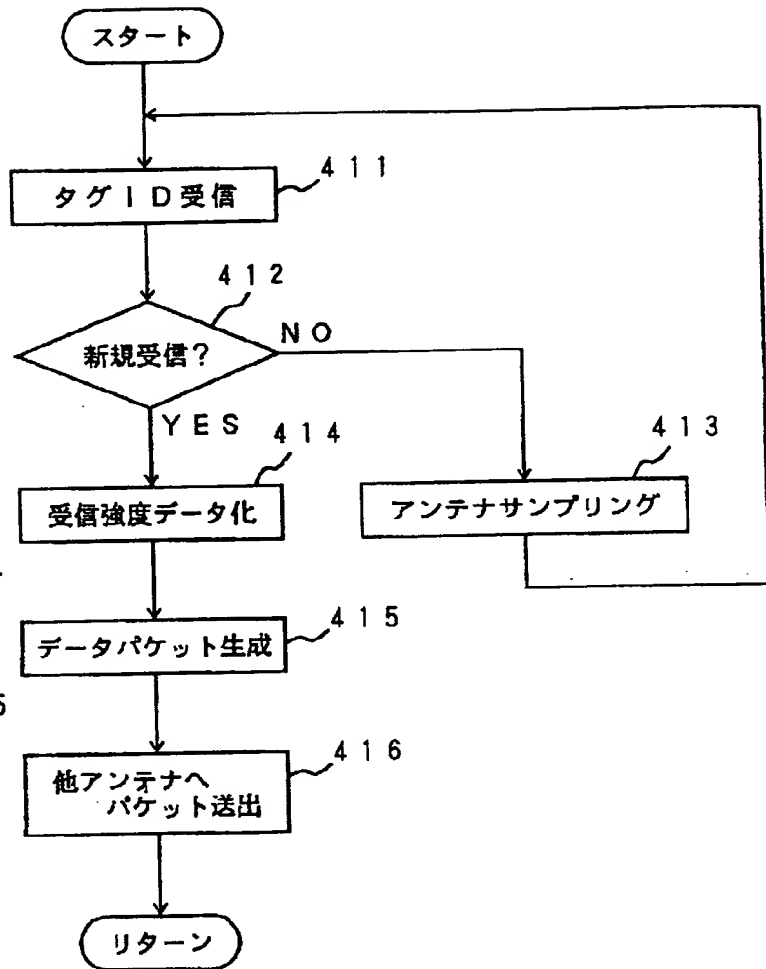 スタート
タグID受信
411
412
新規受信?
NO
YES
414
413
受信強度データ化
アンテナサンプリング
データパケット生成
415
他アンテナへ
パケット送出
416
リターン